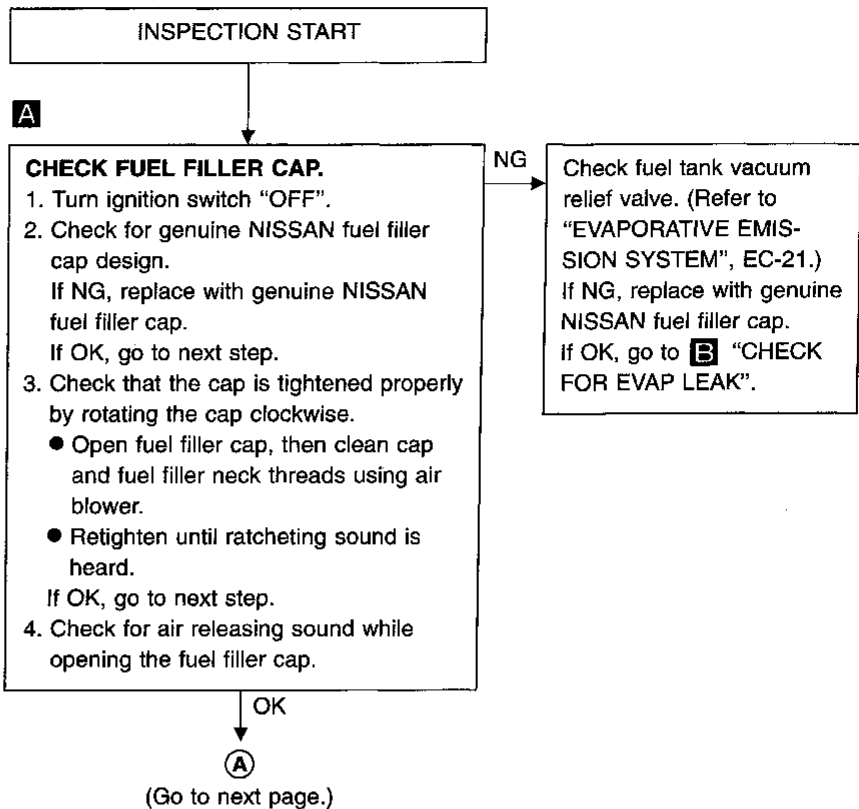 INSPECTION START
A
CHECK FUEL FILLER CAP.
1. Turn ignition switch “OFF”.
2. Check for genuine NISSAN fuel filler
cap design.
If NG, replace with genuine NISSAN
fuel filler cap.
If OK, go to next step.
3. Check that the cap is tightened properly
by rotating the cap clockwise.
● Open fuel filler cap, then clean cap
and fuel filler neck threads using air
blower.
● Retighten until ratcheting sound is
heard.
If OK, go to next step.
4. Check for air releasing sound while
opening the fuel filler cap.
NG
Check fuel tank vacuum
relief valve. (Refer to
“EVAPORATIVE EMIS-
SION SYSTEM”, EC-21.)
If NG, replace with genuine
NISSAN fuel filler cap.
If OK, go to B “CHECK
FOR EVAP LEAK”.
OK
A
(Go to next page.)